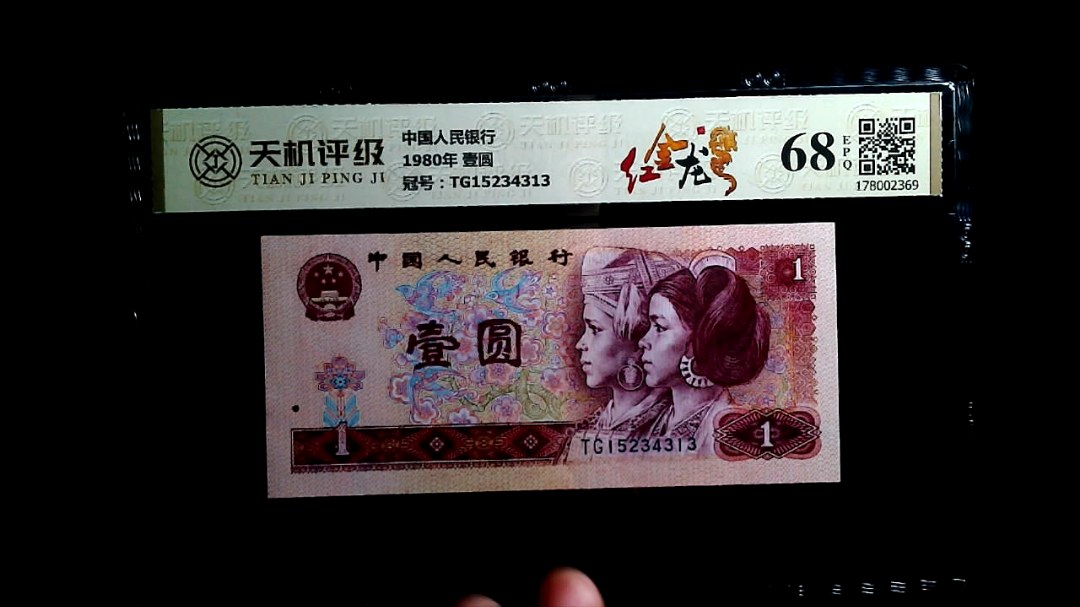 天机评级
TIAN JI PING JI
中国人民银行
1980年 壹圆
冠号：TG15234313
红金龙鳞
68
EPQ
178002369
中国人民银行
1
壹圆
1
TG15234313
1